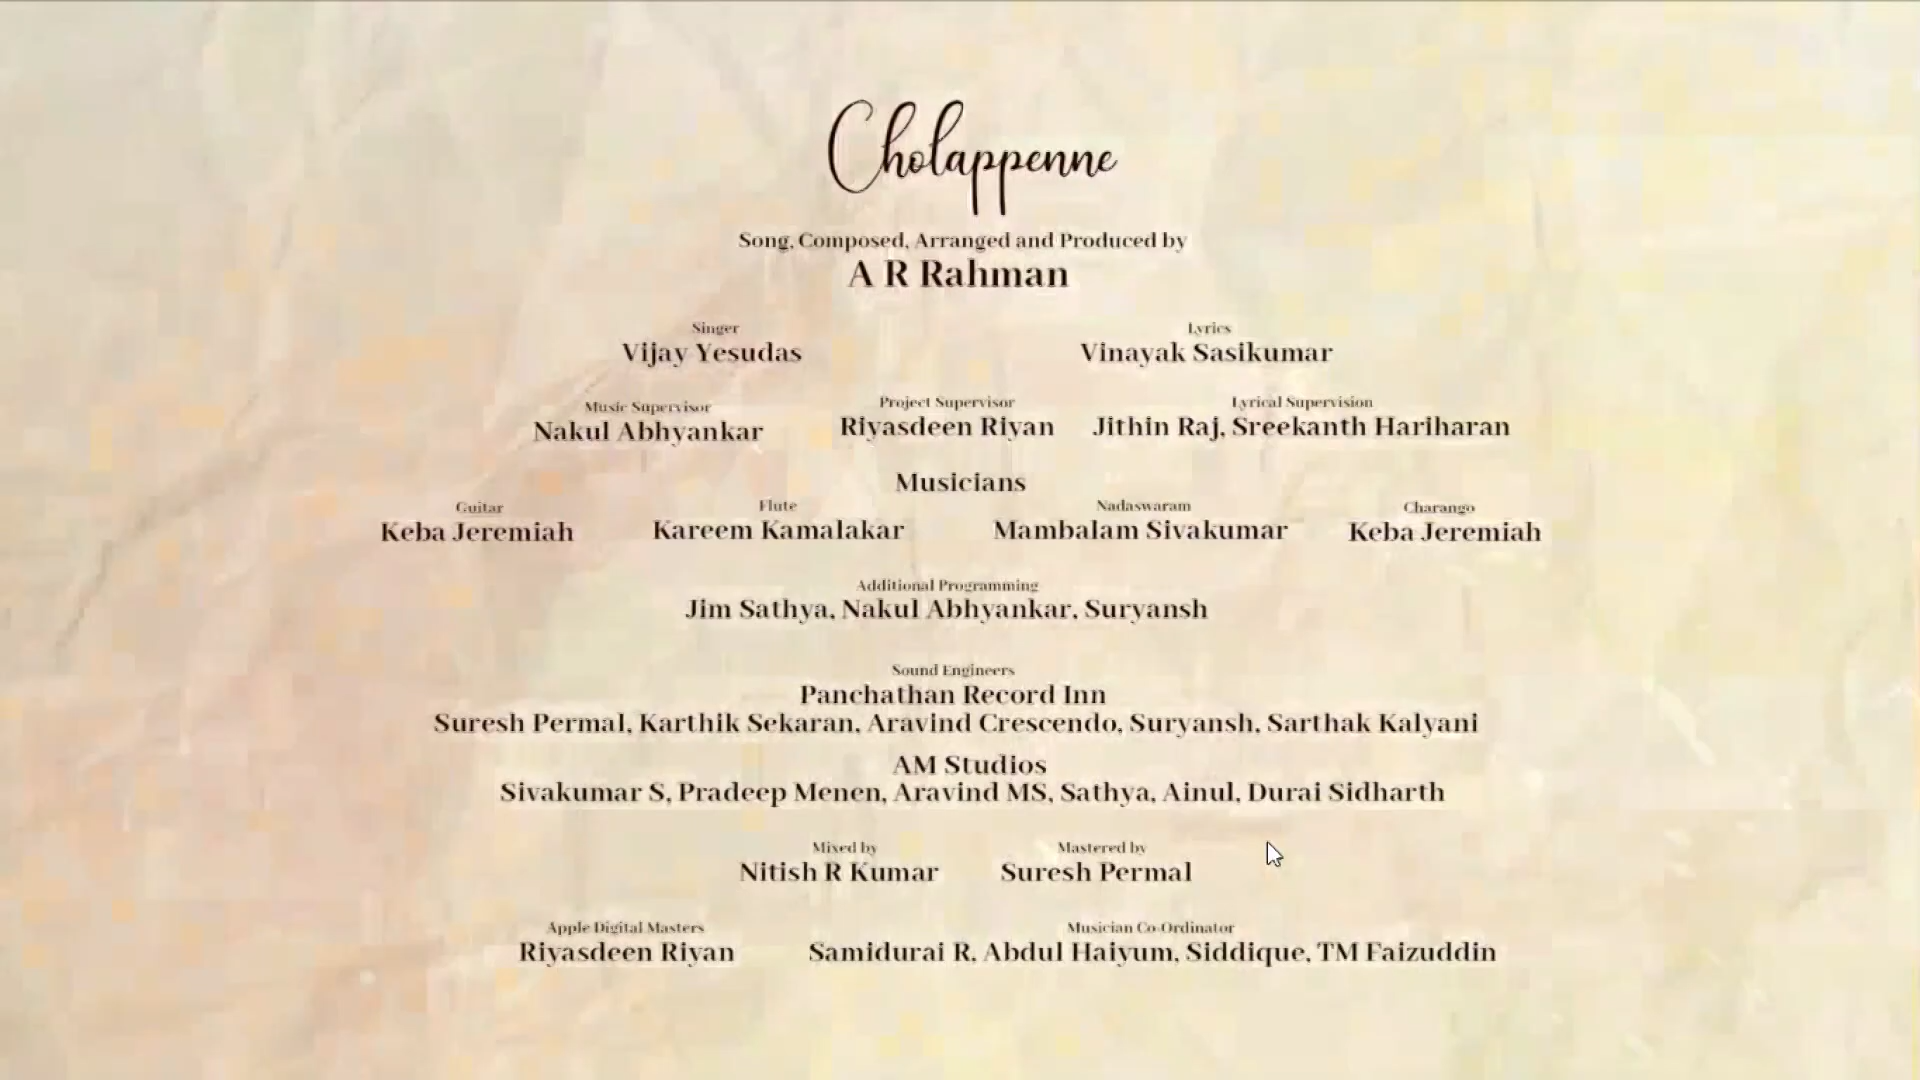 Cholappenne
Song, Composed, Arranged and Produced by
A R Rahman
Singer
Vijay Yesudas
Lyrics
Vinayak Sasikumar
Music Supervisor
Nakul Abhyankar
Project Supervisor
Riyasdeen Riyan
Lyrical Supervision
Jithin Raj, Sreekanth Hariharan
Musicians
Guitar
Keba Jeremiah
Flute
Kareem Kamalakar
Nadaswaram
Mambalam Sivakumar
Charango
Keba Jeremiah
Additional Programming
Jim Sathya, Nakul Abhyankar, Suryansh
Sound Engineers
Panchathan Record Inn
Suresh Permal, Karthik Sekaran, Aravind Crescendo, Suryansh, Sarthak Kalyani
AM Studios
Sivakumar S, Pradeep Menen, Aravind MS, Sathya, Ainul, Durai Sidharth
Mixed by
Nitish R Kumar
Mastered by
Suresh Permal
Apple Digital Masters
Riyasdeen Riyan
Musician Co-Ordinator
Samidurai R, Abdul Haiyum, Siddique, TM Faizuddin